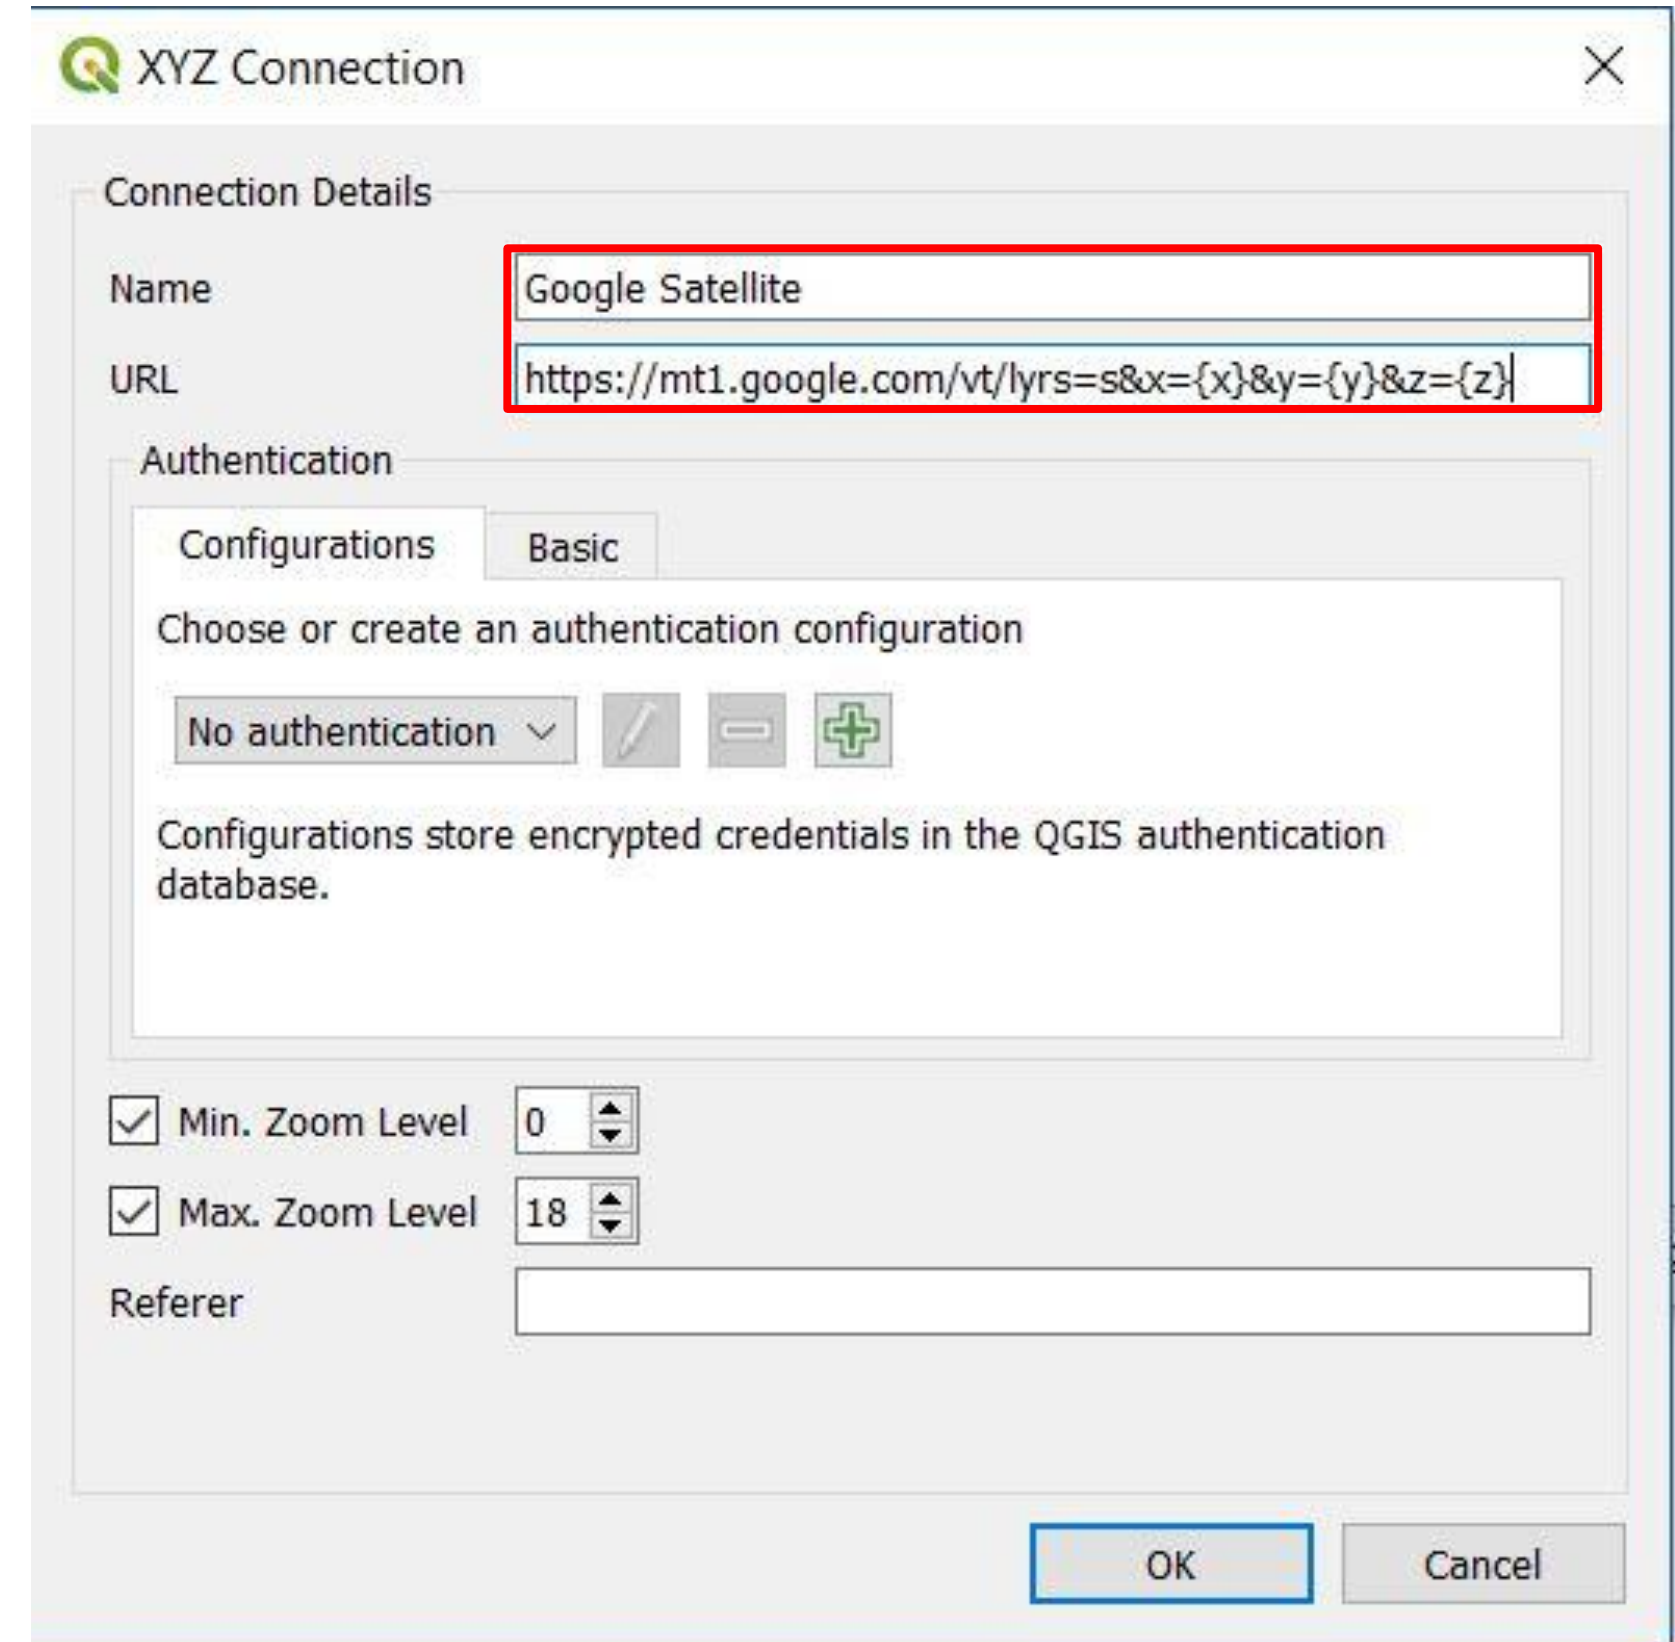 XYZ Connection
Connection Details
Name
Google Satellite
URL
https://mt1.google.com/vt/lyrs=s&x={x}&y={y}&z={z}
Authentication
Configurations
Basic
Choose or create an authentication configuration
No authentication
Configurations store encrypted credentials in the QGIS authentication
database.
Min. Zoom Level
0
Max. Zoom Level
18
Referer
OK
Cancel